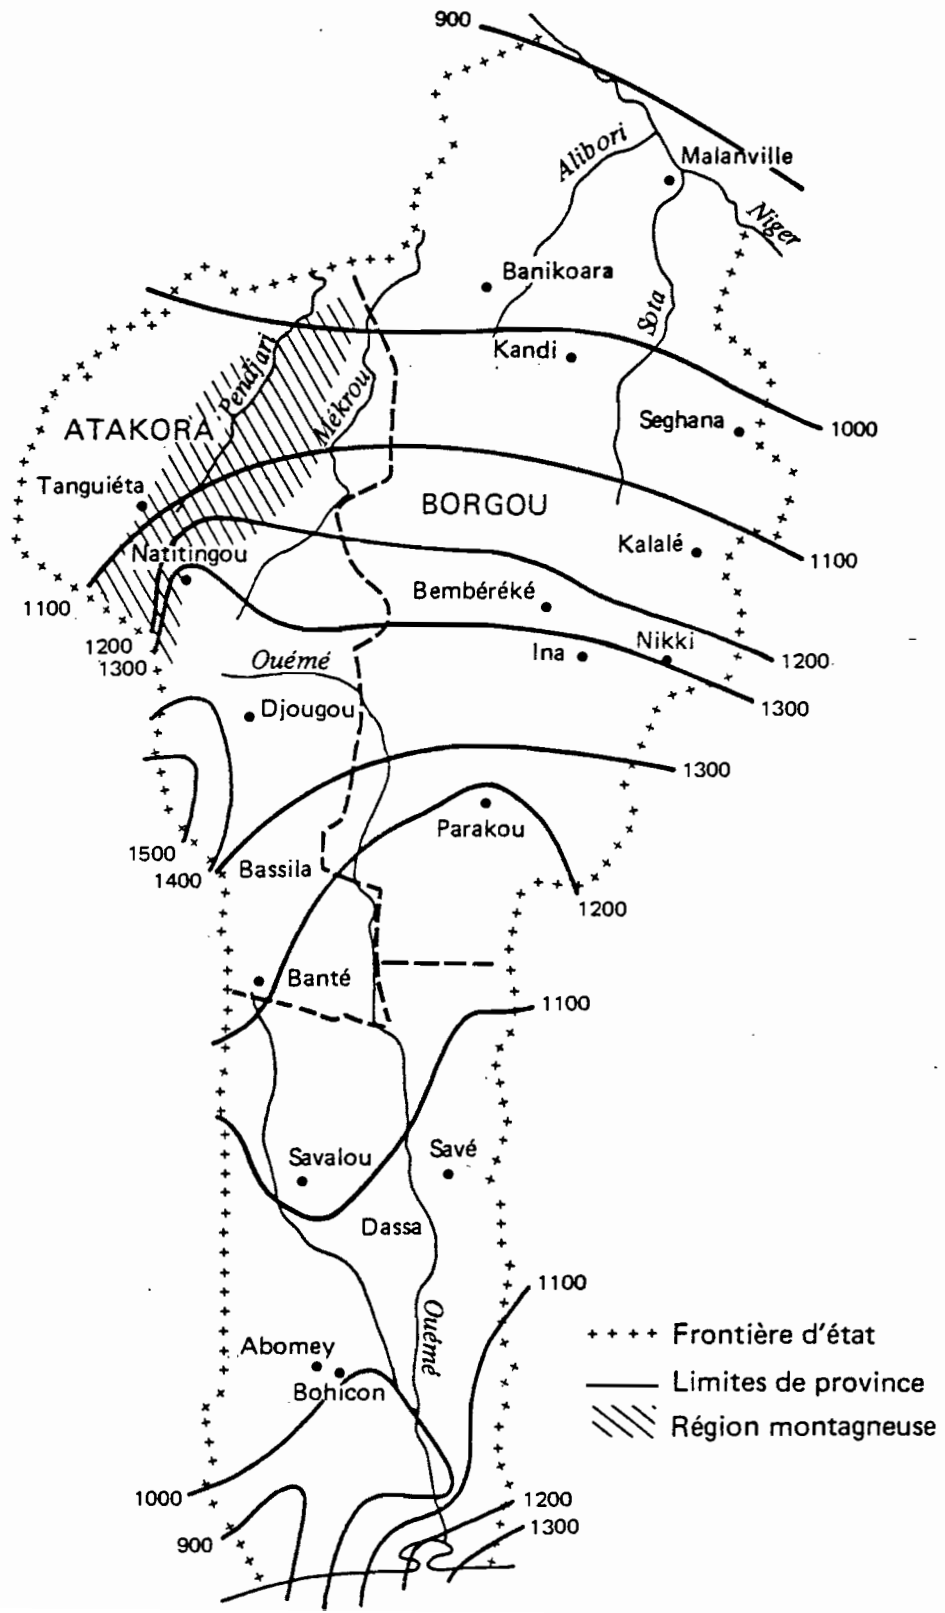 900
Alibori
Malanville
Niger
Banikoara
Sota
Kandi
Pendjari
Mékrou
ATAKORA
Seghana
1000
Tanguiéta
BORGOU
Natitingou
Kalalé
1100
Bembéréké
1100
1200
1300
Ina
Nikki
1200
Ouémé
1300
Djougou
1300
Parakou
1500
1400
Bassila
1200
Banté
1100
Savalou
Savé
Dassa
1100
Ouémé
Abomey
Bohicon
Frontière d'état
Limites de province
Région montagneuse
1000
1200
900
1300